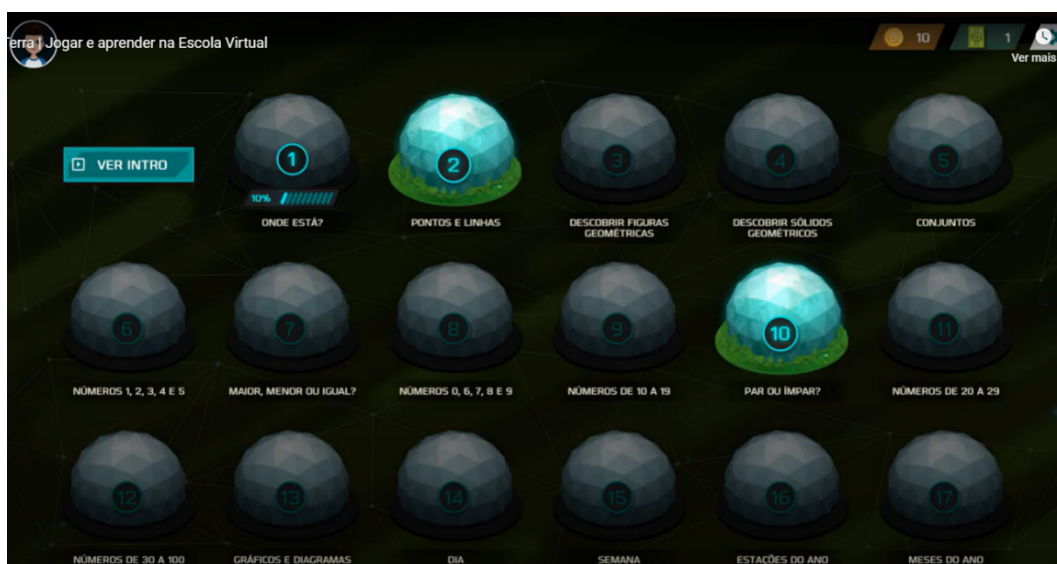 erra | Jogar e aprender na Escola Virtual
10
1
Ver mais
VER INTRO
1
10%
ONDE ESTÁ?
2
PONTOS E LINHAS
3
DESCOBRIR FIGURAS
GEOMÉTRICAS
4
DESCOBRIR SÓLIDOS
GEOMÉTRICOS
5
CONJUNTOS
6
NÚMEROS 1, 2, 3, 4 E 5
7
MAIOR, MENOR OU IGUAL?
8
NÚMEROS 0, 6, 7, 8 E 9
9
NÚMEROS DE 10 A 19
10
PAR OU ÍMPAR?
11
NÚMEROS DE 20 A 29
12
NÚMEROS DE 30 A 100
13
GRÁFICOS E DIAGRAMAS
14
DIA
15
SEMANA
16
ESTAÇÕES DO ANO
17
MESES DO ANO